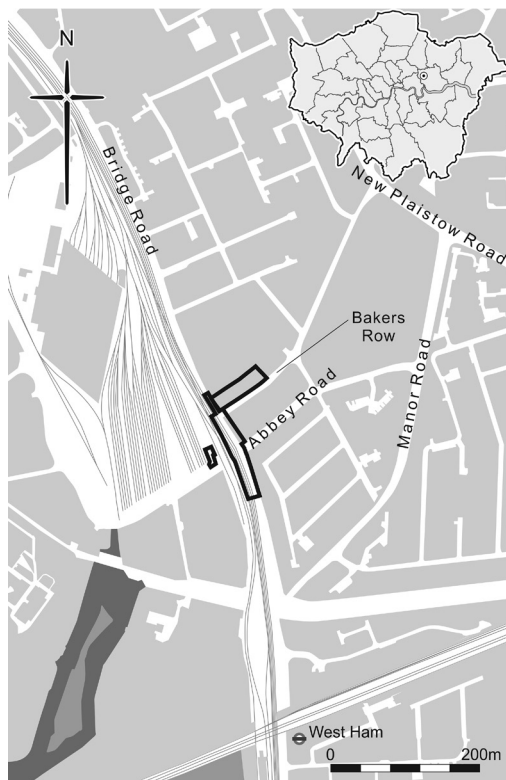 N
Bridge Road
New Plaistow Road
Bakers
Row
Abbey Road
Manor Road
West Ham
0 200m